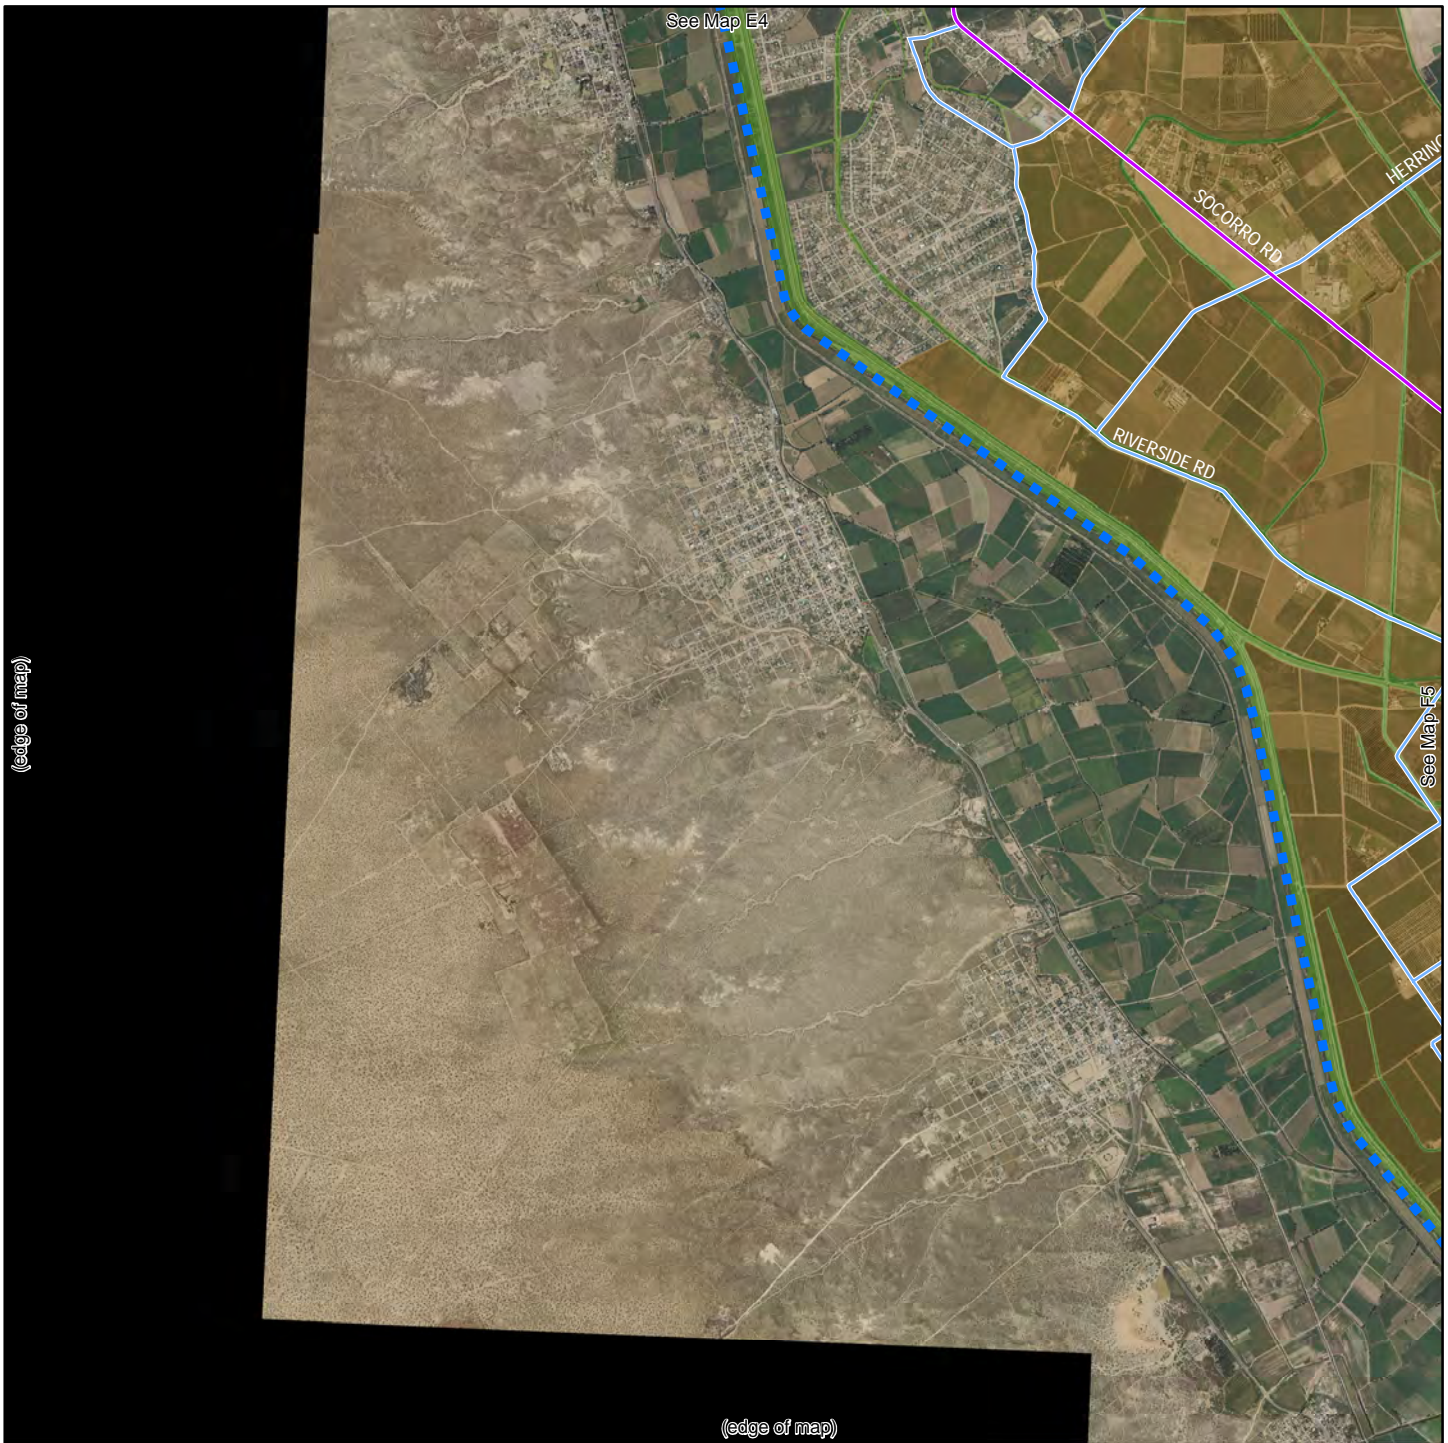 See Map E4
HERRING
SOCORRO RD
RIVERSIDE RD
(edge of map)
See Map F5
(edge of map)